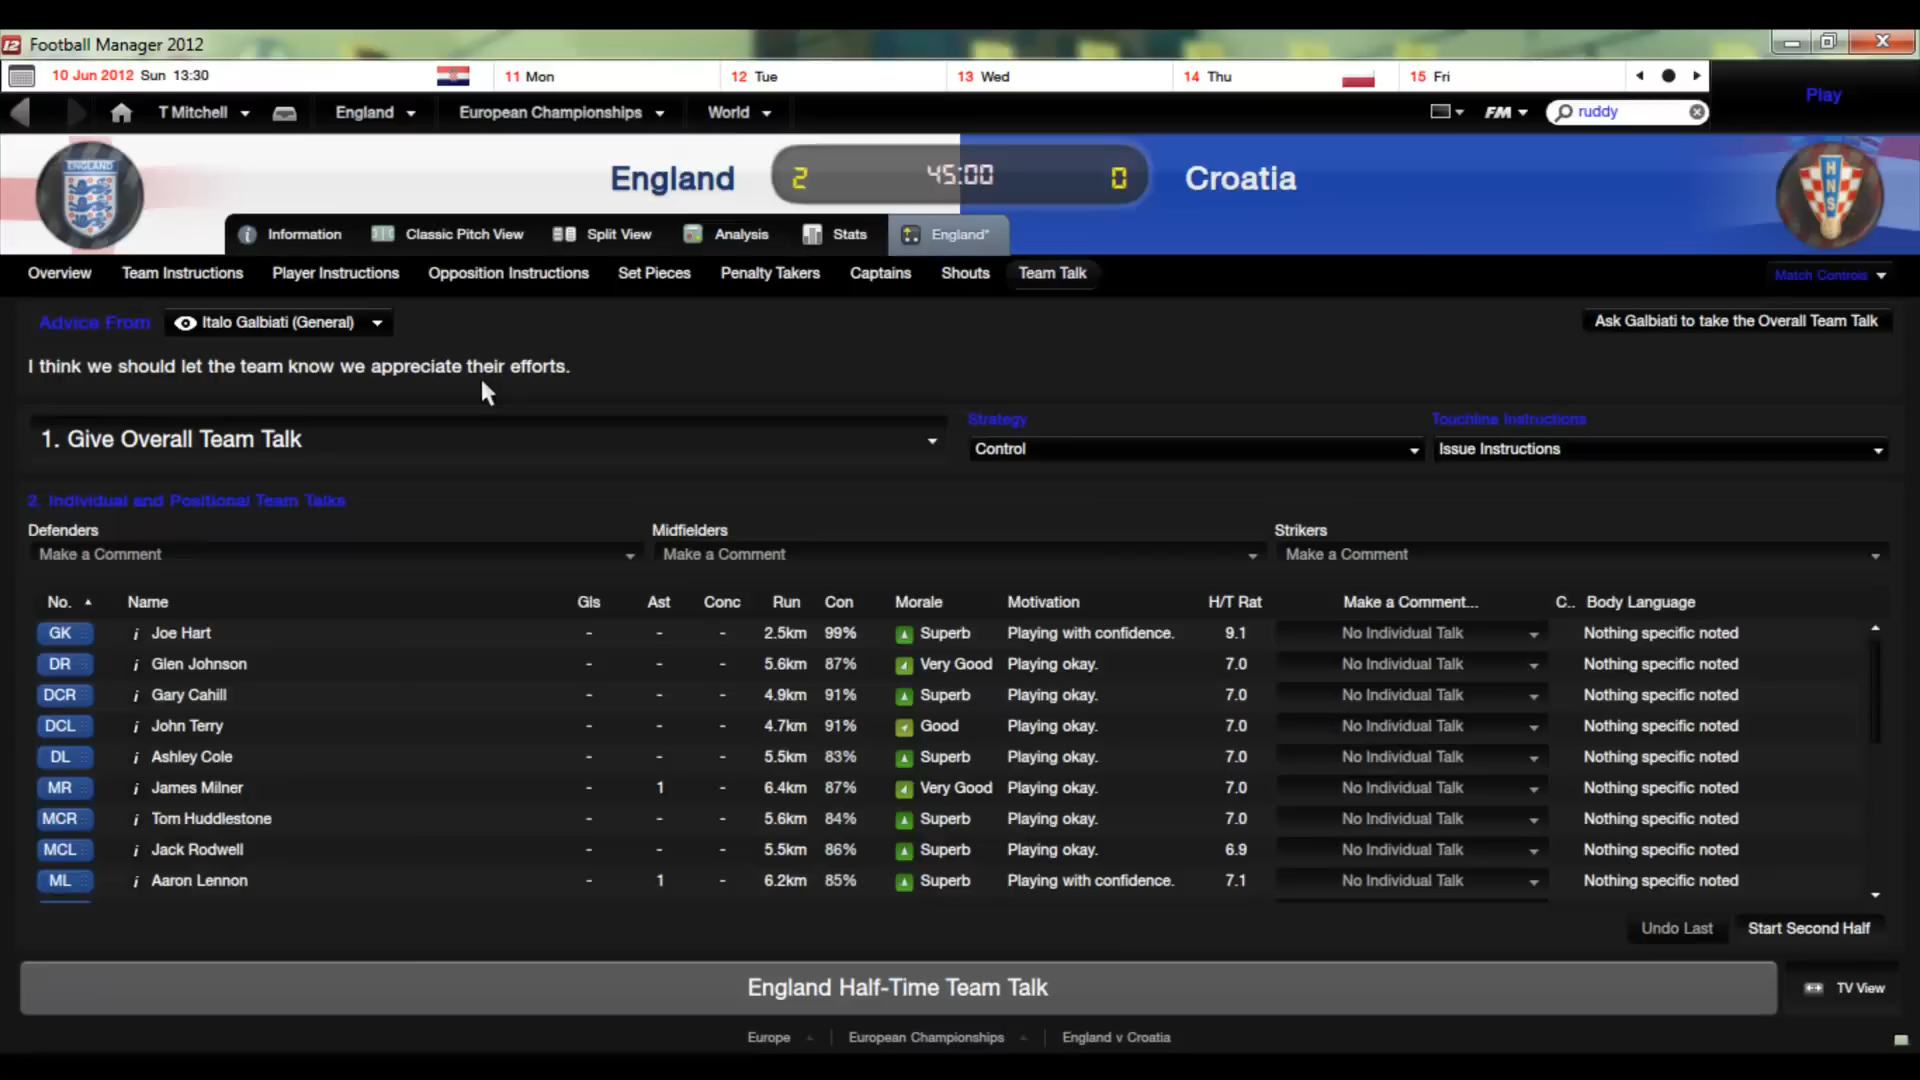 Football Manager 2012
10 Jun 2012 Sun 13:30 11 Mon 12 Tue 13 Wed 14 Thu 15 Fri
T Mitchell England European Championships World FM ruddy Play
England 2 45:00 0 Croatia
Information Classic Pitch View Split View Analysis Stats England*
Overview Team Instructions Player Instructions Opposition Instructions Set Pieces Penalty Takers Captains Shouts Team Talk Match Controls
Advice From Italo Galbiati (General) Ask Galbiati to take the Overall Team Talk
I think we should let the team know we appreciate their efforts.
Strategy Touchline Instructions
1. Give Overall Team Talk Control Issue Instructions
2. Individual and Positional Team Talks
Defenders Midfielders Strikers
Make a Comment Make a Comment Make a Comment
No. Name Gls Ast Conc Run Con Morale Motivation H/T Rat Make a Comment... C.. Body Language
GK i Joe Hart - - - 2.5km 99% Superb Playing with confidence. 9.1 No Individual Talk Nothing specific noted
DR i Glen Johnson - - - 5.6km 87% Very Good Playing okay. 7.0 No Individual Talk Nothing specific noted
DCR i Gary Cahill - - - 4.9km 91% Superb Playing okay. 7.0 No Individual Talk Nothing specific noted
DCL i John Terry - - - 4.7km 91% Good Playing okay. 7.0 No Individual Talk Nothing specific noted
DL i Ashley Cole - - - 5.5km 83% Superb Playing okay. 7.0 No Individual Talk Nothing specific noted
MR i James Milner - 1 - 6.4km 87% Very Good Playing okay. 7.0 No Individual Talk Nothing specific noted
MCR i Tom Huddlestone - - - 5.6km 84% Superb Playing okay. 7.0 No Individual Talk Nothing specific noted
MCL i Jack Rodwell - - - 5.5km 86% Superb Playing okay. 6.9 No Individual Talk Nothing specific noted
ML i Aaron Lennon - 1 - 6.2km 85% Superb Playing with confidence. 7.1 No Individual Talk Nothing specific noted
Undo Last Start Second Half
England Half-Time Team Talk TV View
Europe European Championships England v Croatia